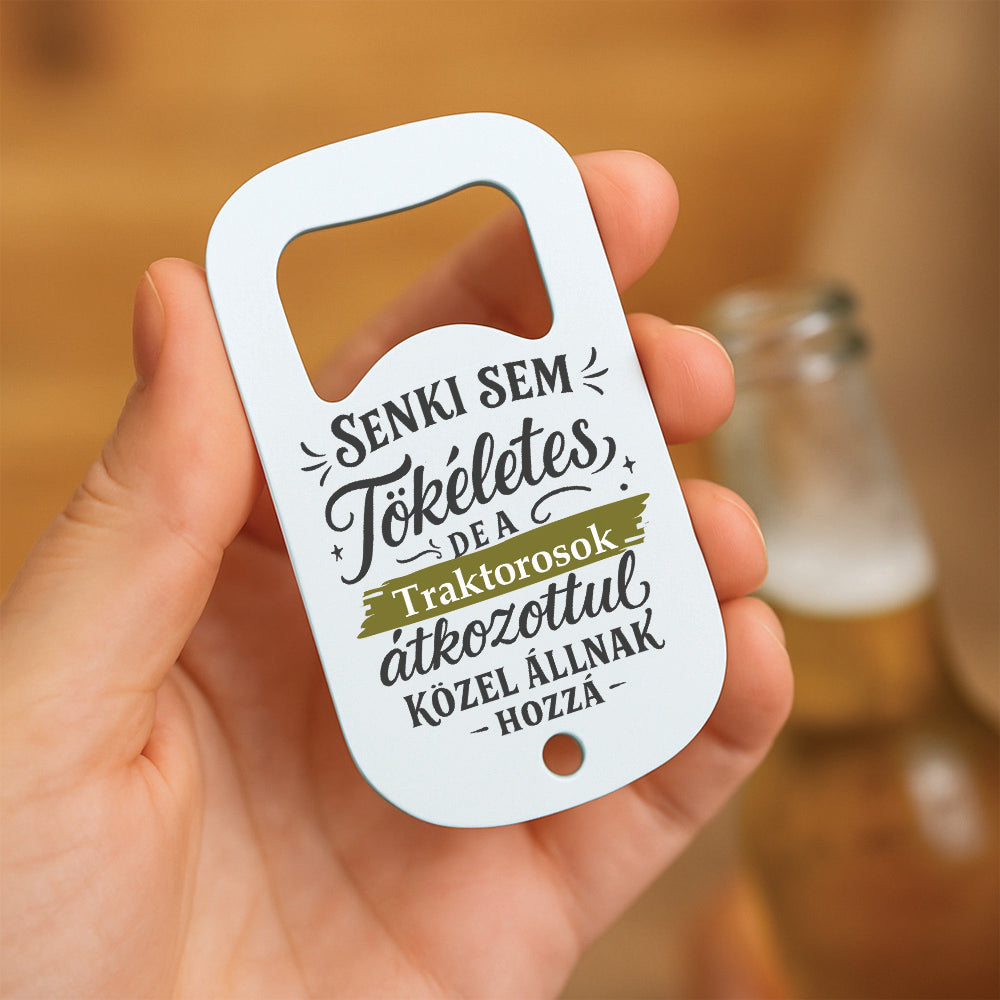 SENKI SEM
Tökéletes
DE A
Traktorosok
átkozottul
KÖZEL ÁLLNAK
- HOZZÁ -